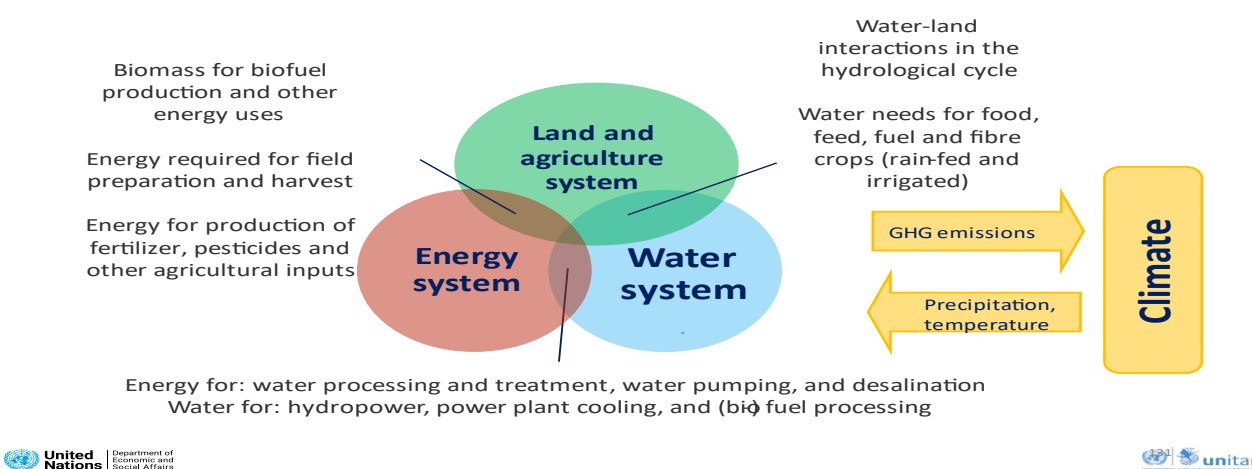 Biomass for biofuel
production and other
energy uses
Energy required for field
preparation and harvest
Energy for production of
fertilizer, pesticides and
other agricultural inputs
Land and
agriculture
system
Energy
system
Water
system
Water-land
interactions in the
hydrological cycle
Water needs for food,
feed, fuel and fibre
crops (rain-fed and
irrigated)
GHG emissions
Precipitation,
temperature
Climate
Energy for: water processing and treatment, water pumping, and desalination
Water for: hydropower, power plant cooling, and (bio-) fuel processing
United
Nations
Department of
Economic and
Social Affairs
131
unita